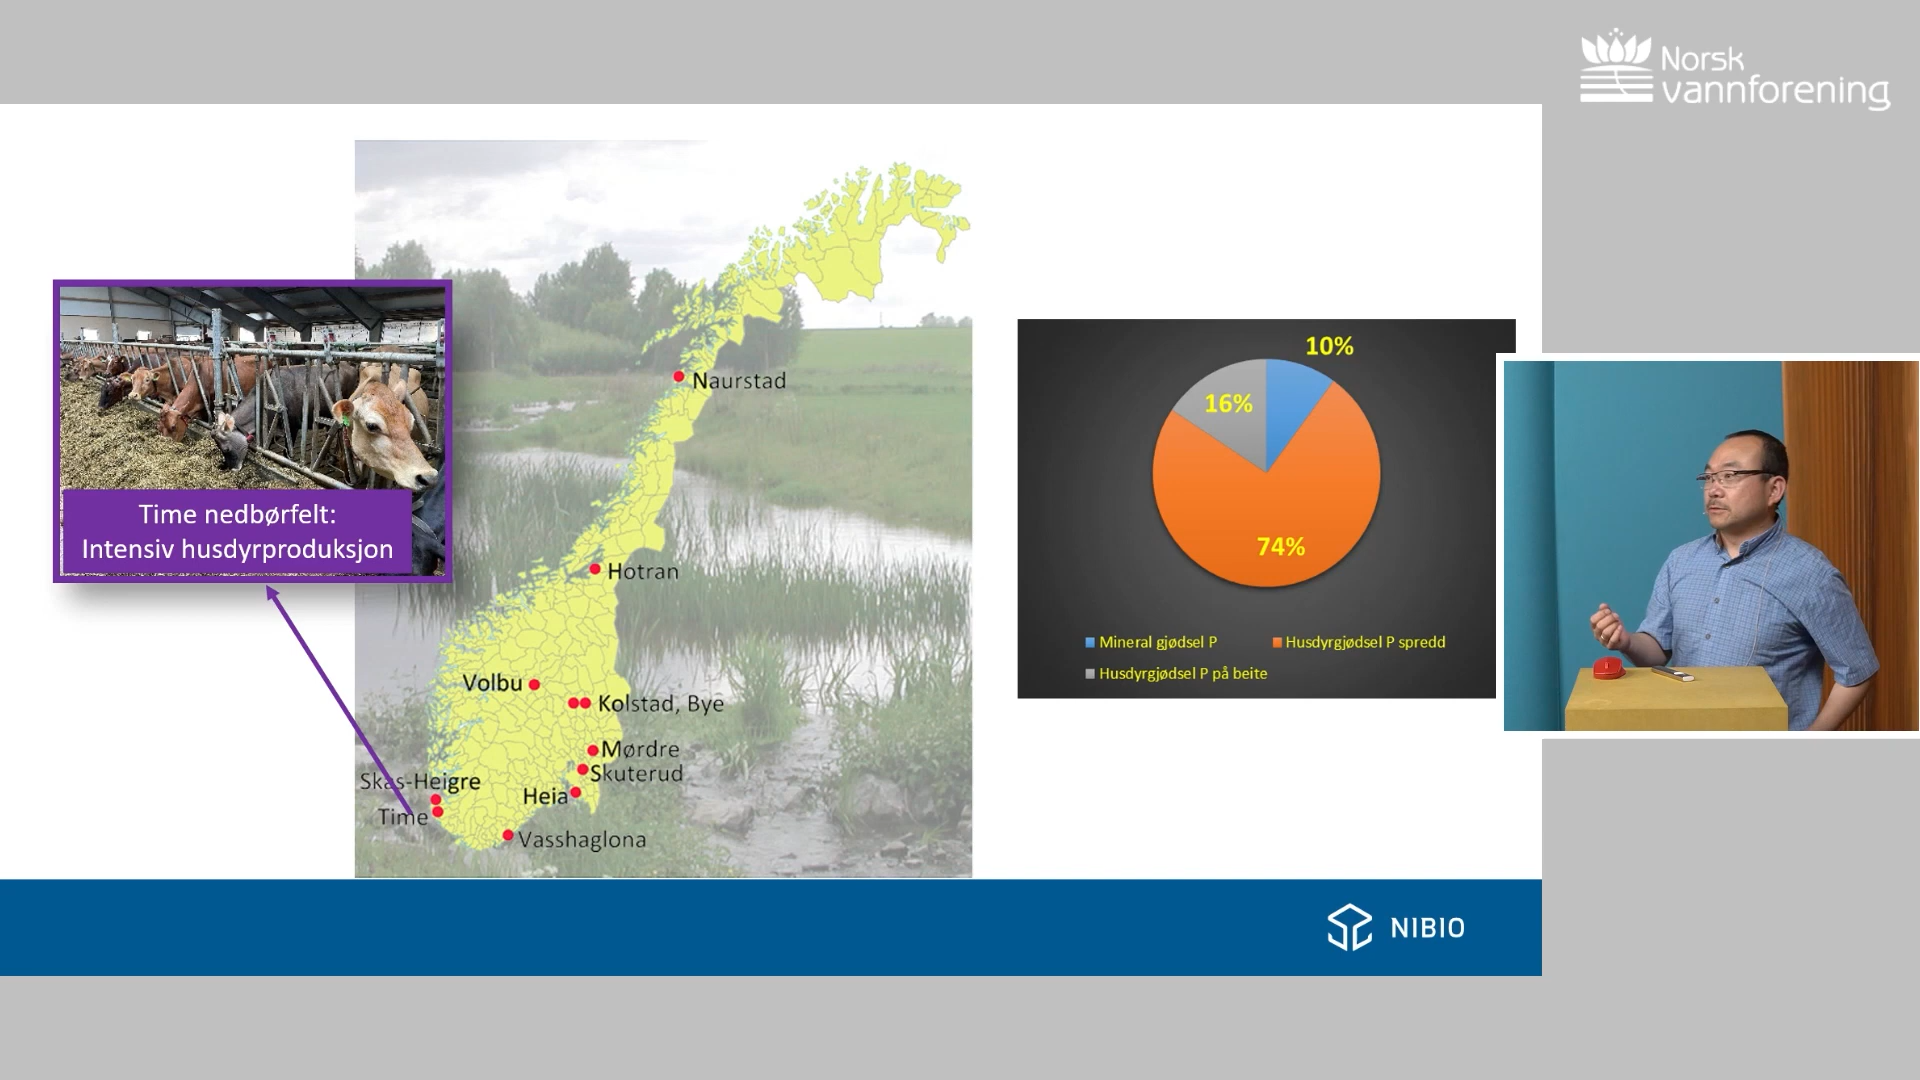 Norsk
vannforening
Time nedbørfelt:
Intensiv husdyrproduksjon
Naurstad
Hotran
Volbu
Kolstad, Bye
Mørdre
Skuterud
Skas-Heigre
Heia
Time
Vasshaglona
10%
16%
74%
Mineral gjødsel P
Husdyrgjødsel P spredd
Husdyrgjødsel P på beite
NIBIO